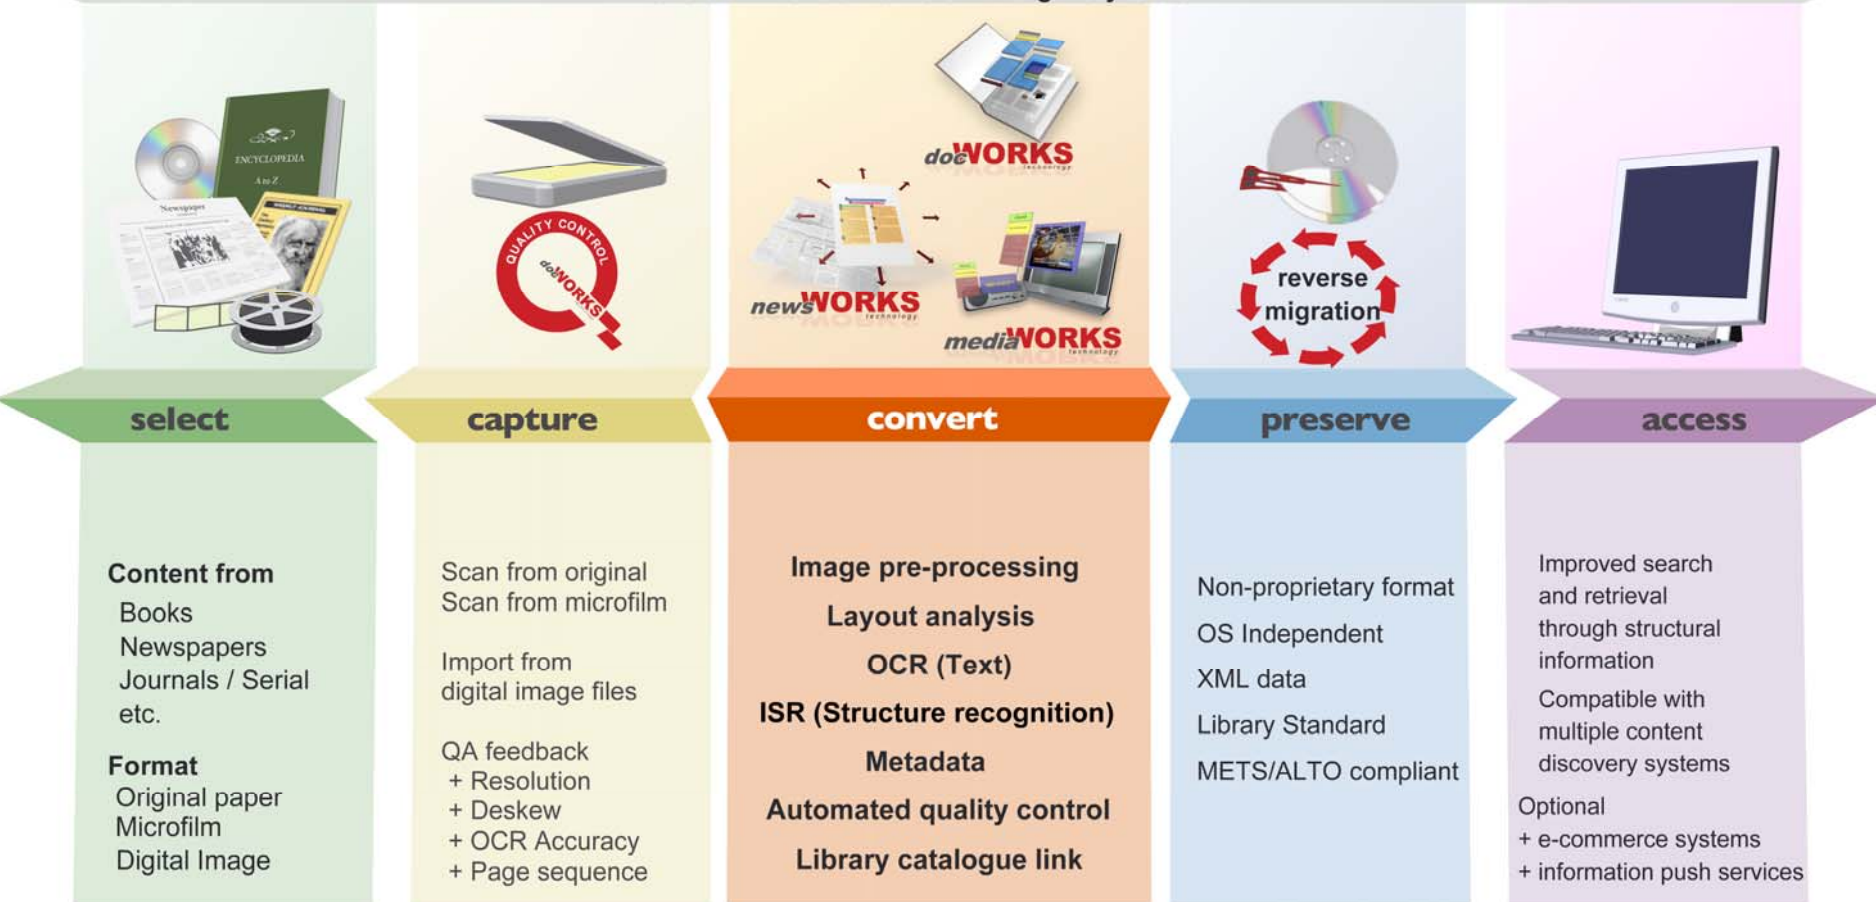 ENCYCLOPEDIA
A to Z
Newspaper
docWORKS
technology
QUALITY CONTROL
docWORKS
newsWORKS
technology
mediaWORKS
technology
reverse
migration
select
capture
convert
preserve
access
Content from
Books
Newspapers
Journals / Serial
etc.
Format
Original paper
Microfilm
Digital Image
Scan from original
Scan from microfilm
Import from
digital image files
QA feedback
+ Resolution
+ Deskew
+ OCR Accuracy
+ Page sequence
Image pre-processing
Layout analysis
OCR (Text)
ISR (Structure recognition)
Metadata
Automated quality control
Library catalogue link
Non-proprietary format
OS Independent
XML data
Library Standard
METS/ALTO compliant
Improved search
and retrieval
through structural
information
Compatible with
multiple content
discovery systems
Optional
+ e-commerce systems
+ information push services